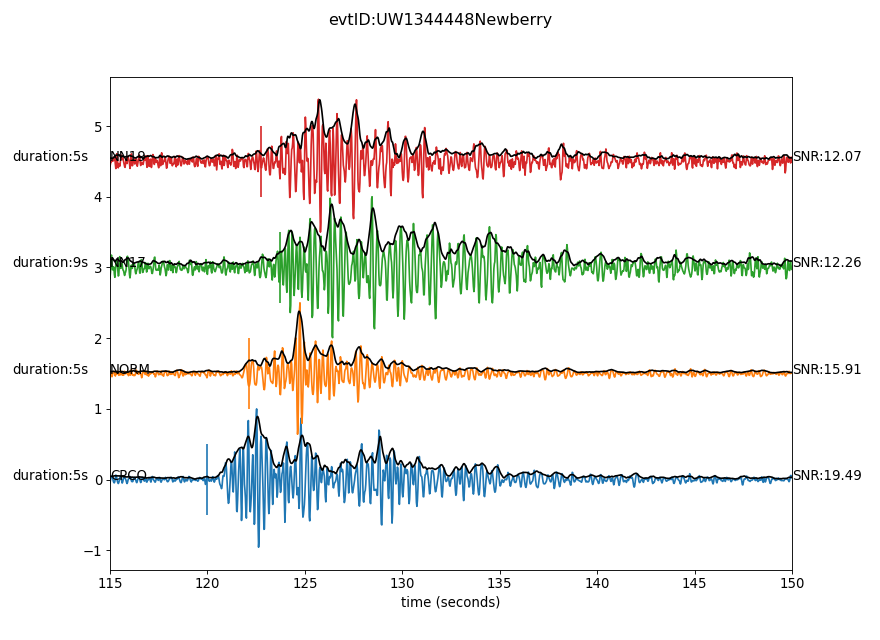 evtID:UW1344448Newberry
5
duration:5s NN19 SNR:12.07
4
duration:9s NN17 SNR:12.26
3
2
duration:5s NORM SNR:15.91
1
duration:5s CPCO SNR:19.49
0
−1
115 120 125 130 135 140 145 150
time (seconds)